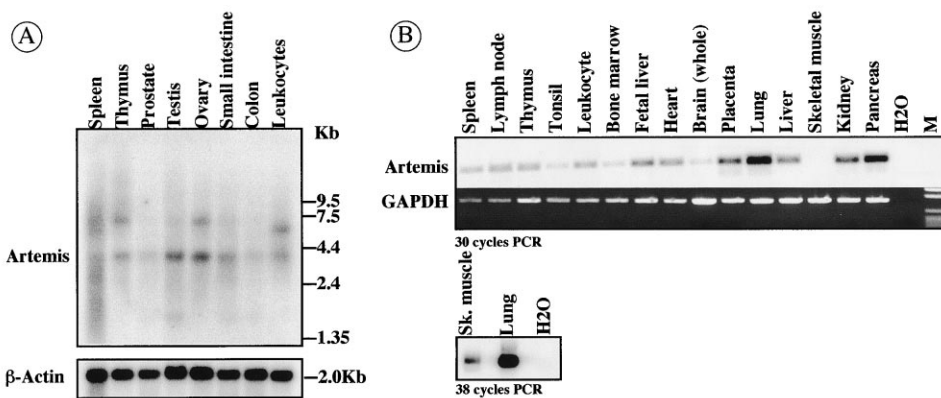 A
Spleen
Thymus
Prostate
Testis
Ovary
Small intestine
Colon
Leukocytes
Kb
9.5
7.5
4.4
2.4
1.35
Artemis
β-Actin
2.0Kb
B
Spleen
Lymph node
Thymus
Tonsil
Leukocyte
Bone marrow
Fetal liver
Heart
Brain (whole)
Placenta
Lung
Liver
Skeletal muscle
Kidney
Pancreas
H2O
M
Artemis
GAPDH
30 cycles PCR
Sk. muscle
Lung
H2O
38 cycles PCR